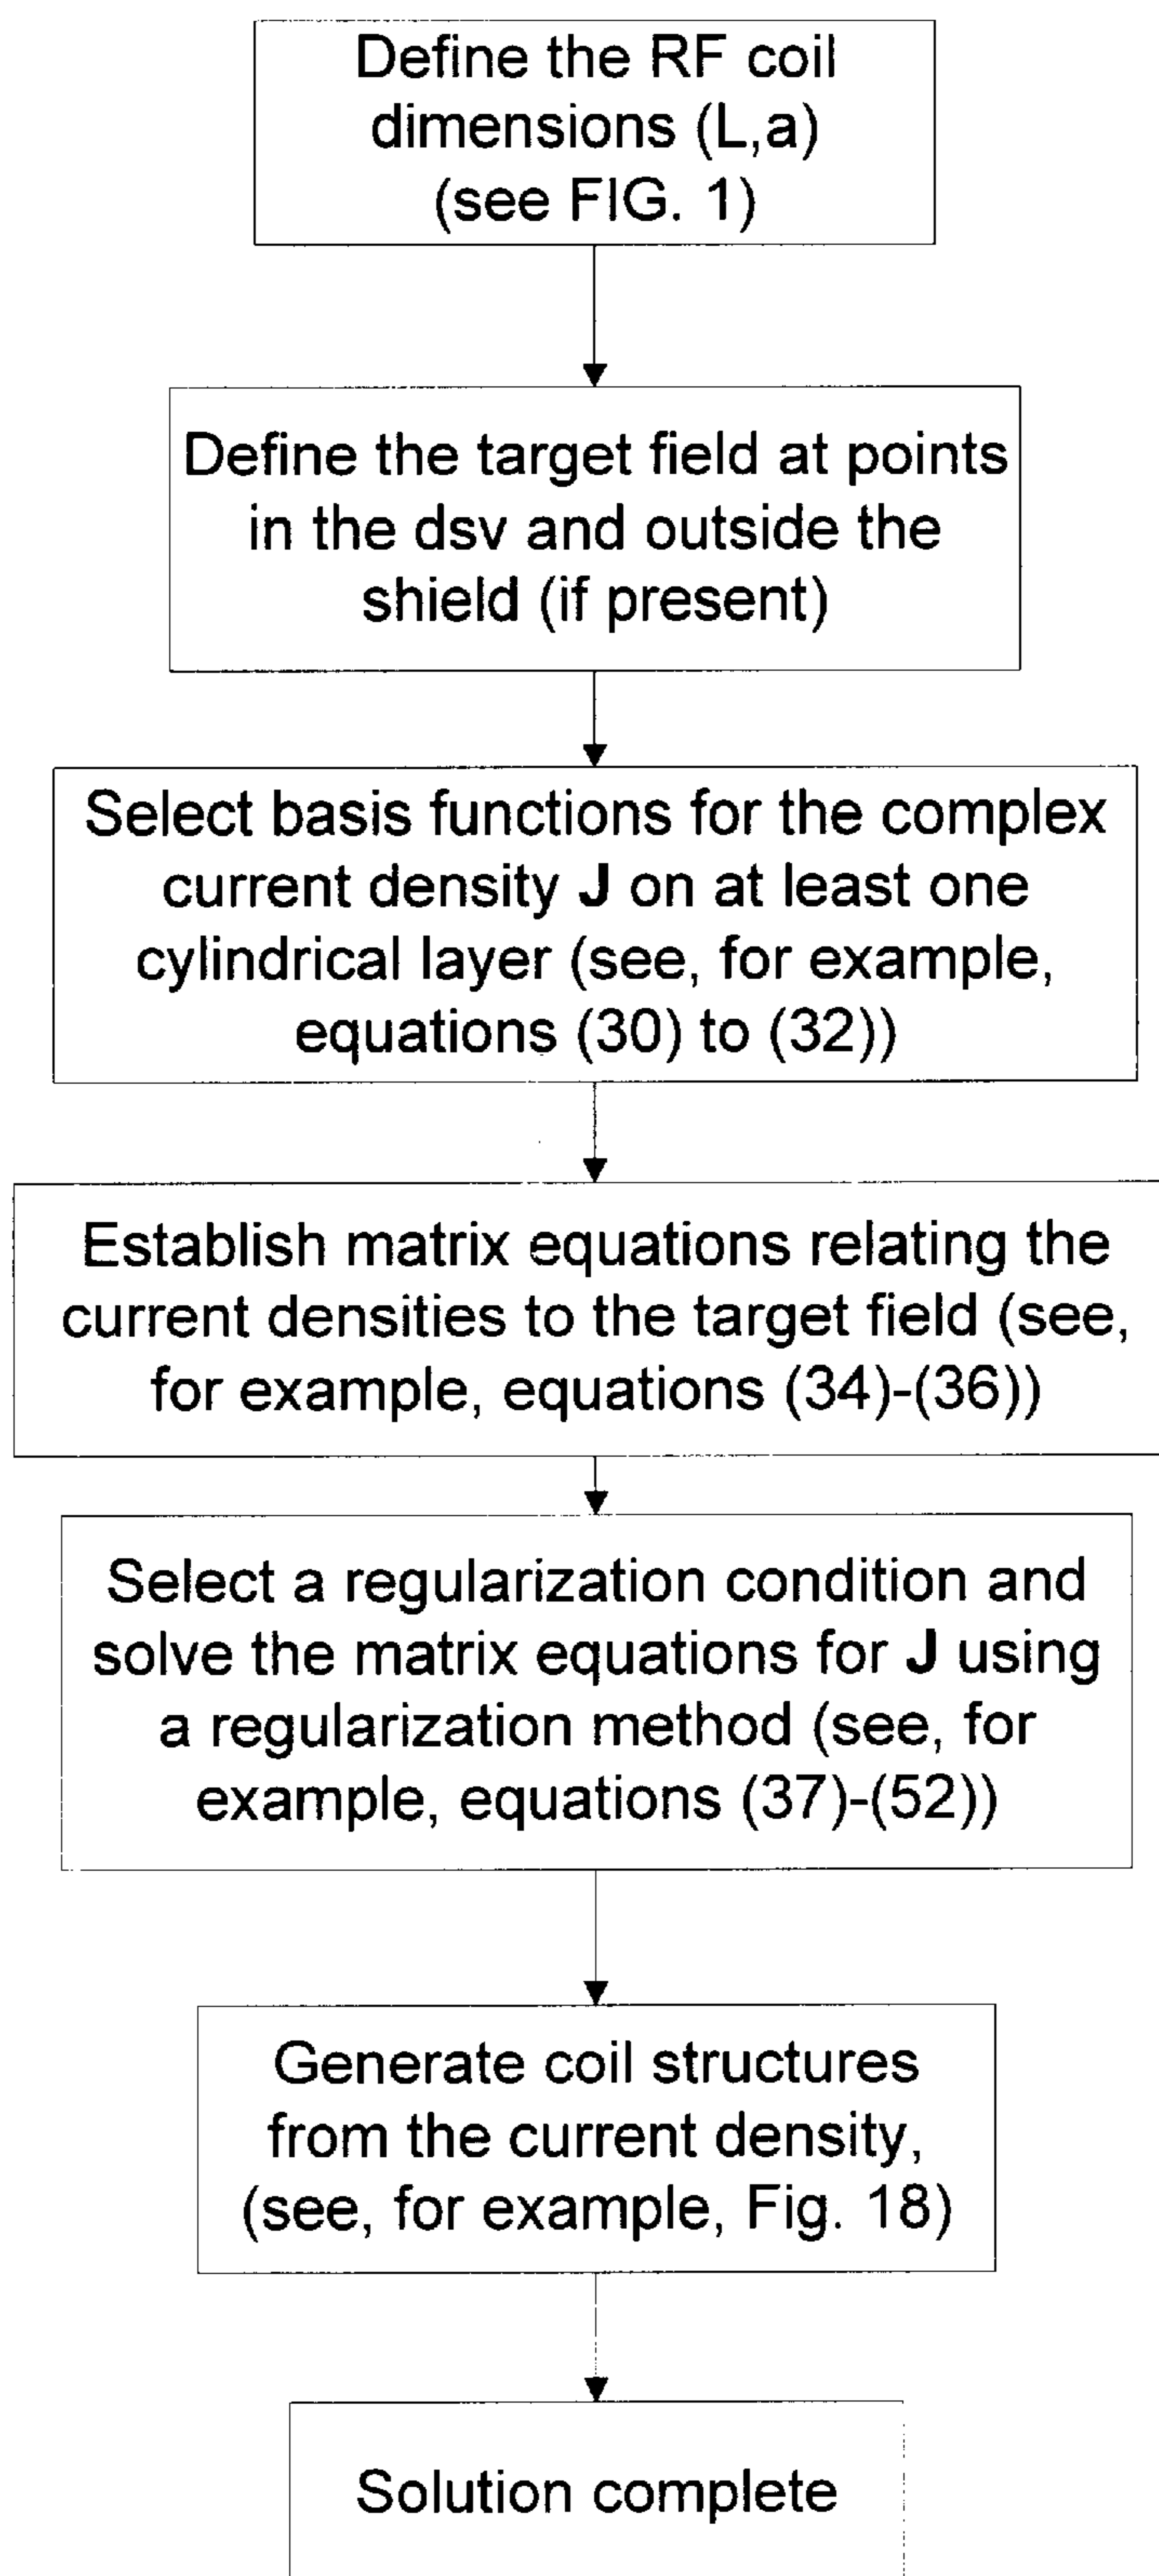 Define the RF coil
dimensions (L,a)
(see FIG. 1)
Define the target field at points
in the dsv and outside the
shield (if present)
Select basis functions for the complex
current density J on at least one
cylindrical layer (see, for example,
equations (30) to (32))
Establish matrix equations relating the
current densities to the target field (see,
for example, equations (34)-(36))
Select a regularization condition and
solve the matrix equations for J using
a regularization method (see, for
example, equations (37)-(52))
Generate coil structures
from the current density,
(see, for example, Fig. 18)
Solution complete